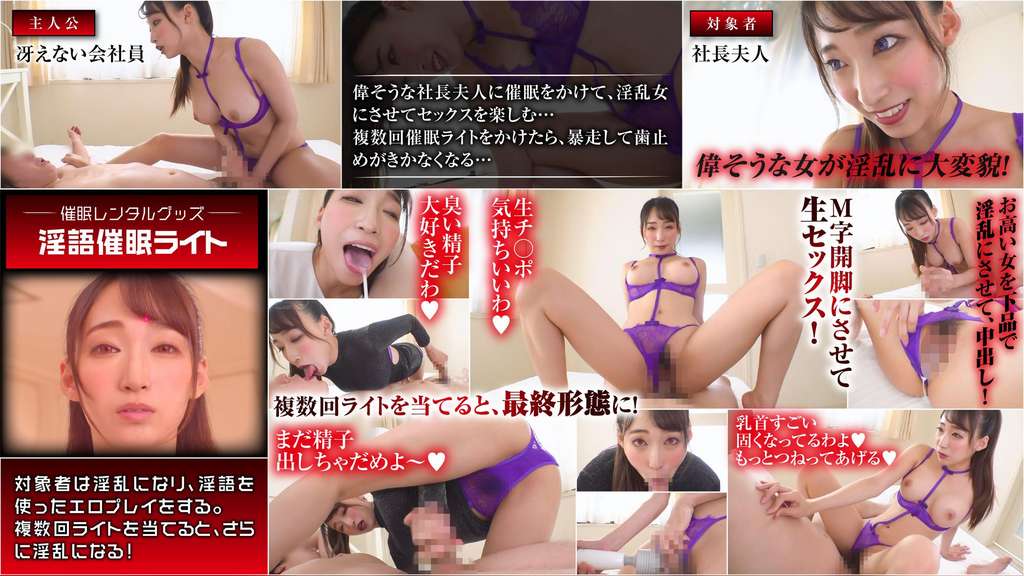 主人公
冴えない会社員
偉そうな社長夫人に催眠をかけて、淫乱女
にさせてセックスを楽しむ…
複数回催眠ライトをかけたら、暴走して歯止
めがきかなくなる…
対象者
社長夫人
偉そうな女が淫乱に大変貌!
催眠レンタルグッズ
淫語催眠ライト
対象者は淫乱になり、淫語を
使ったエロプレイをする。
複数回ライトを当てると、さら
に淫乱になる!
臭い精子
大好きだわ♥
生チ◯ポ
気持ちいいわ♥
M字開脚にさせて
生セックス!
お高い女を下品で
淫乱にさせて、中出し!
複数回ライトを当てると、最終形態に!
まだ精子
出しちゃだめよ～♥
乳首すごい
固くなってるわよ♥
もっとつねってあげる♥